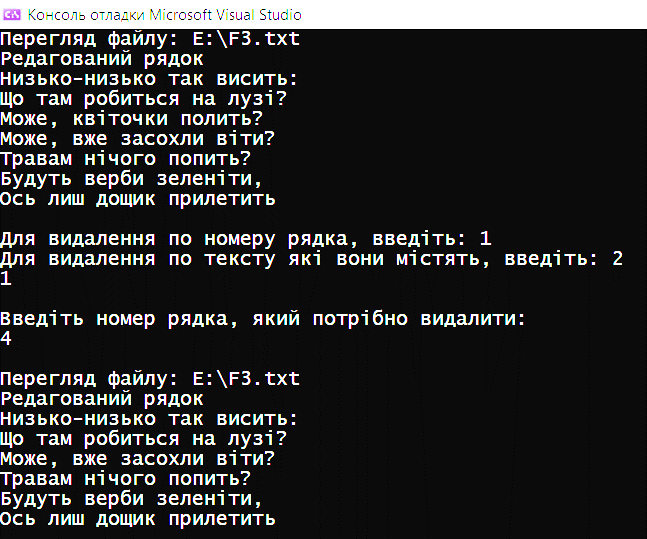 Консоль отладки Microsoft Visual Studio
Перегляд файлу: E:\F3.txt
Редагований рядок
Низько-низько так висить:
Що там робиться на лузі?
Може, квіточки полить?
Може, вже засохли віти?
Травам нічого попить?
Будуть верби зеленіти,
Ось лиш дощик прилетить
Для видалення по номеру рядка, введіть: 1
Для видалення по тексту які вони містять, введіть: 2
1
Введіть номер рядка, який потрібно видалити:
4
Перегляд файлу: E:\F3.txt
Редагований рядок
Низько-низько так висить:
Що там робиться на лузі?
Може, вже засохли віти?
Травам нічого попить?
Будуть верби зеленіти,
Ось лиш дощик прилетить